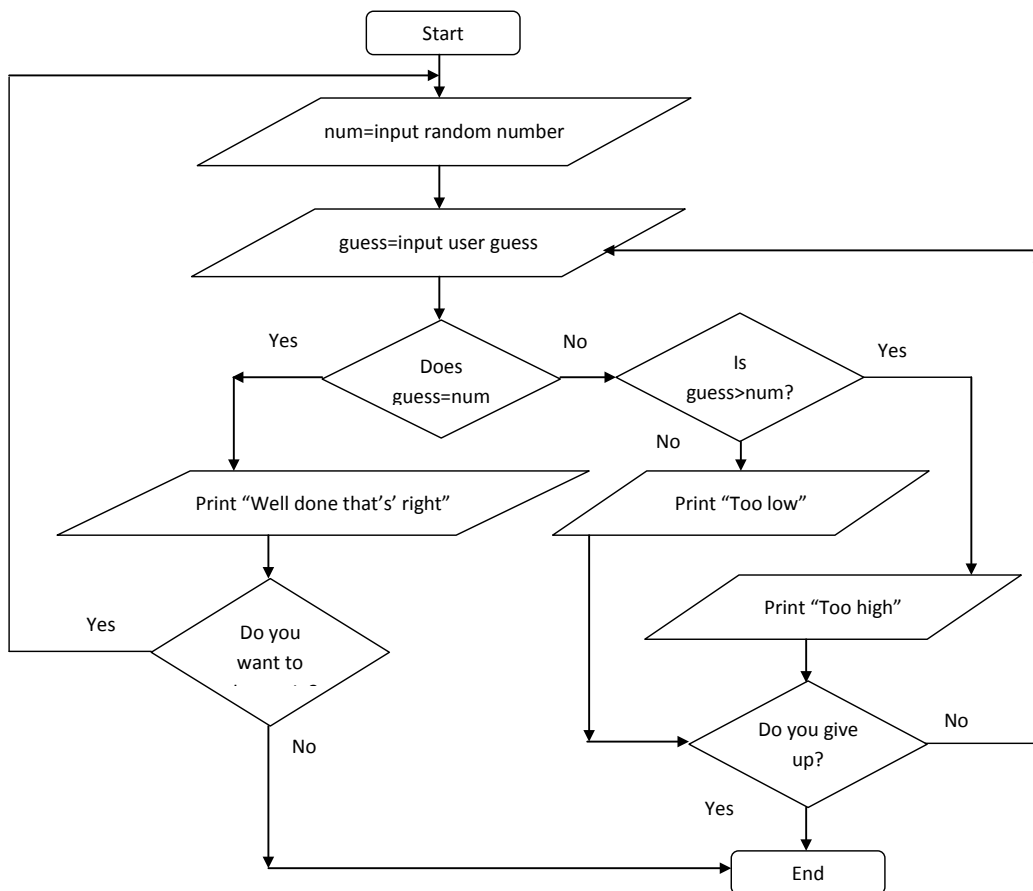 Start
num=input random number
guess=input user guess
Yes
No
Yes
Does
guess=num
Is
guess>num?
No
Print “Well done that’s’ right”
Print “Too low”
Print “Too high”
Yes
Do you
want to
Do you give
up?
No
No
Yes
End